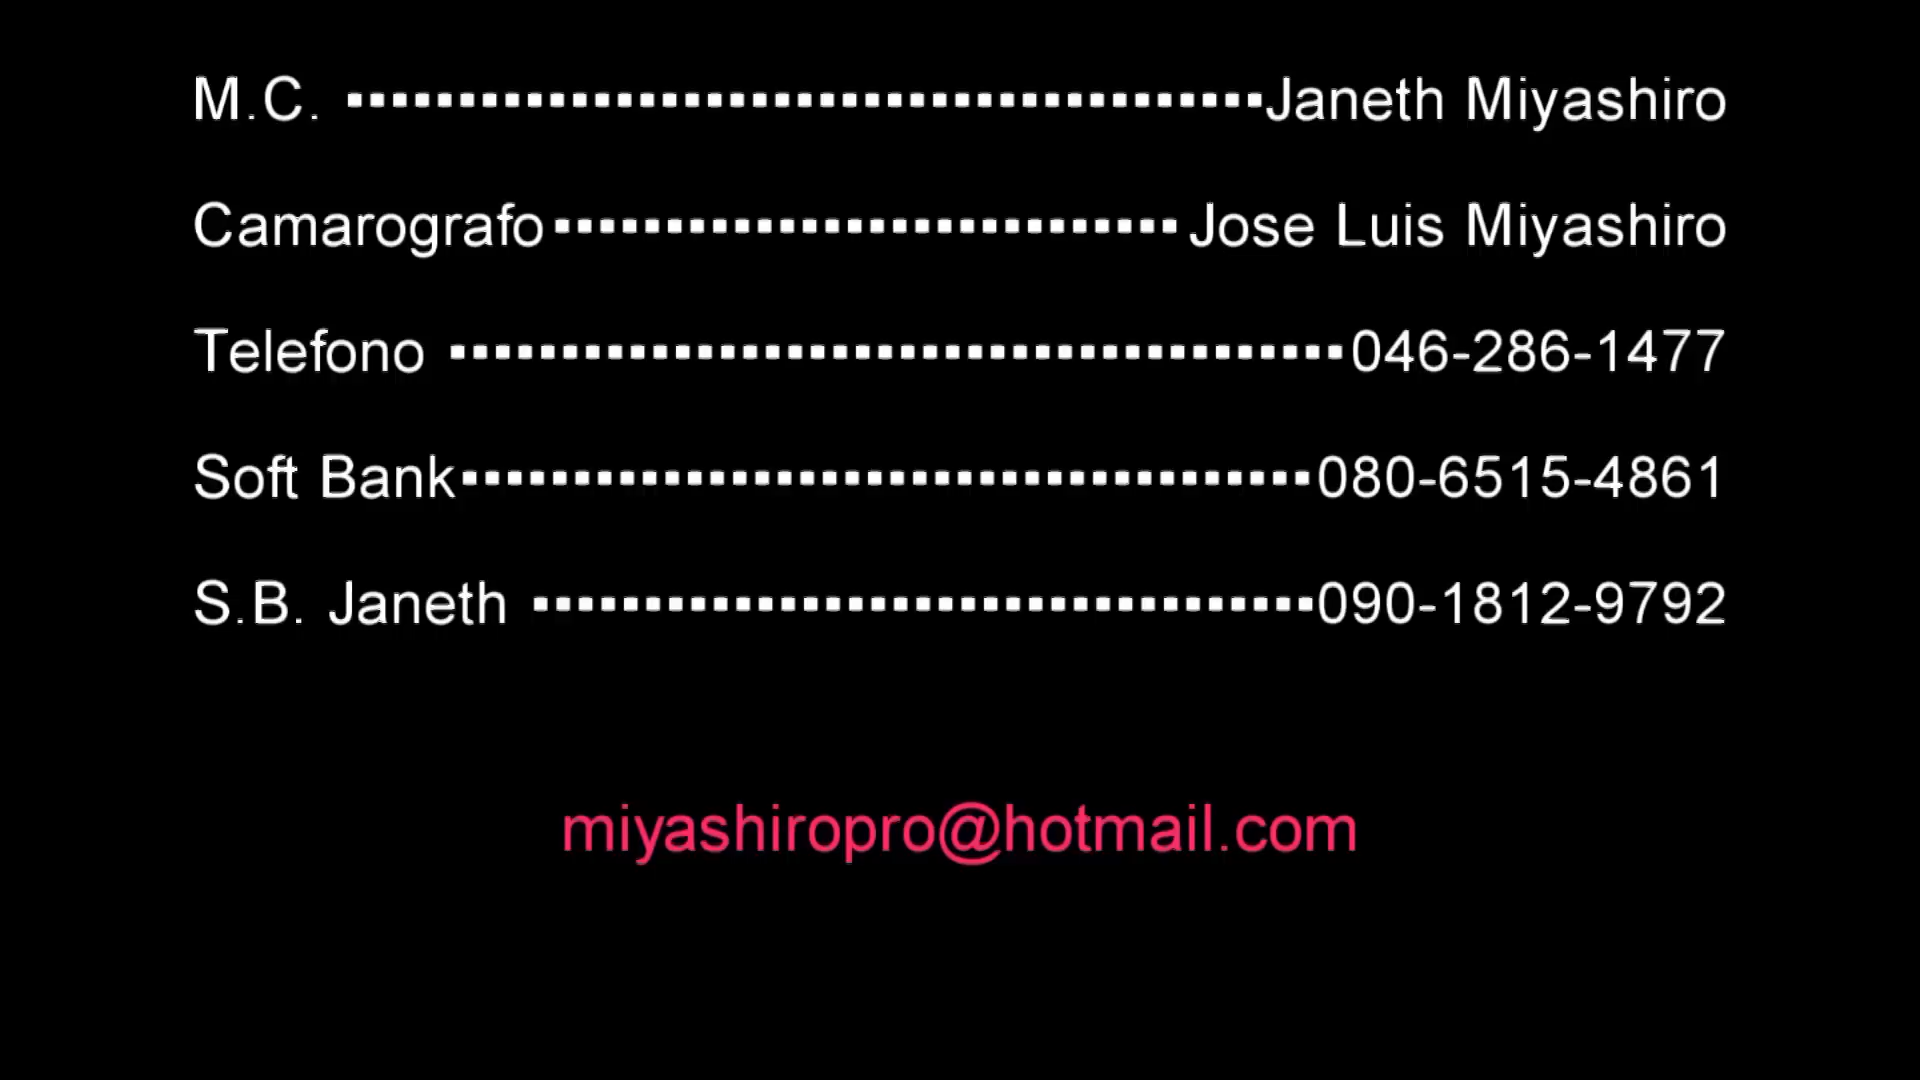 M.C. ········································Janeth Miyashiro
Camarografo····························Jose Luis Miyashiro
Telefono ········································046-286-1477
Soft Bank······································080-6515-4861
S.B. Janeth ···································090-1812-9792
miyashiropro@hotmail.com